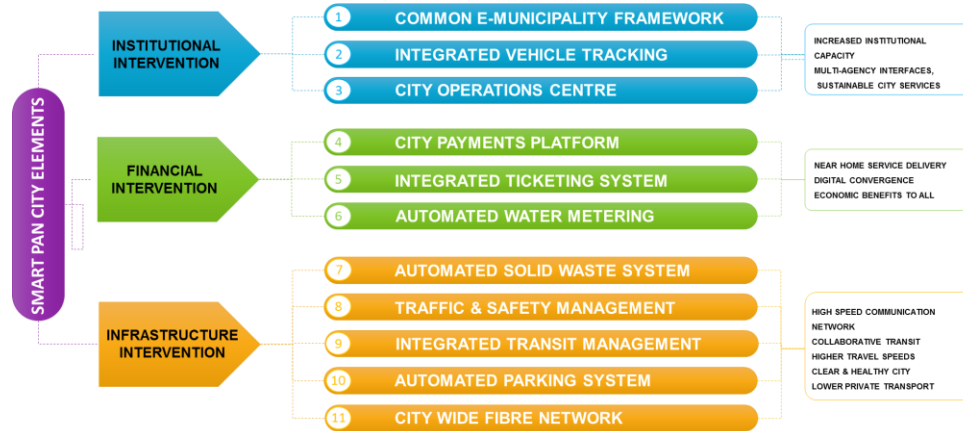 SMART PAN CITY ELEMENTS
INSTITUTIONAL
INTERVENTION
1 COMMON E-MUNICIPALITY FRAMEWORK
2 INTEGRATED VEHICLE TRACKING
3 CITY OPERATIONS CENTRE
INCREASED INSTITUTIONAL
CAPACITY
MULTI-AGENCY INTERFACES,
SUSTAINABLE CITY SERVICES
FINANCIAL
INTERVENTION
4 CITY PAYMENTS PLATFORM
5 INTEGRATED TICKETING SYSTEM
6 AUTOMATED WATER METERING
NEAR HOME SERVICE DELIVERY
DIGITAL CONVERGENCE
ECONOMIC BENEFITS TO ALL
INFRASTRUCTURE
INTERVENTION
7 AUTOMATED SOLID WASTE SYSTEM
8 TRAFFIC & SAFETY MANAGEMENT
9 INTEGRATED TRANSIT MANAGEMENT
10 AUTOMATED PARKING SYSTEM
11 CITY WIDE FIBRE NETWORK
HIGH SPEED COMMUNICATION
NETWORK
COLLABORATIVE TRANSIT
HIGHER TRAVEL SPEEDS
CLEAR & HEALTHY CITY
LOWER PRIVATE TRANSPORT